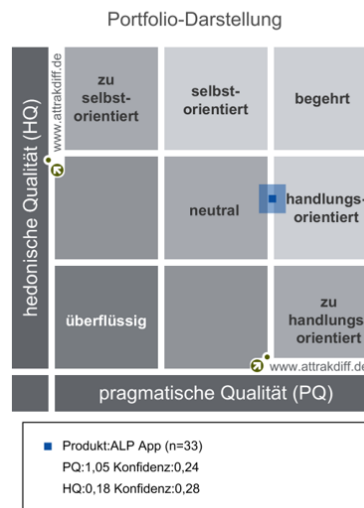 Portfolio-Darstellung
hedonische Qualität (HQ)
www.attrakdiff.de
zu
selbst-
orientiert
selbst-
orientiert
begehrt
neutral
handlungs-
orientiert
überflüssig
zu
handlungs
orientiert
www.attrakdiff.de
pragmatische Qualität (PQ)
Produkt:ALP App (n=33)
PQ:1,05 Konfidenz:0,24
HQ:0,18 Konfidenz:0,28